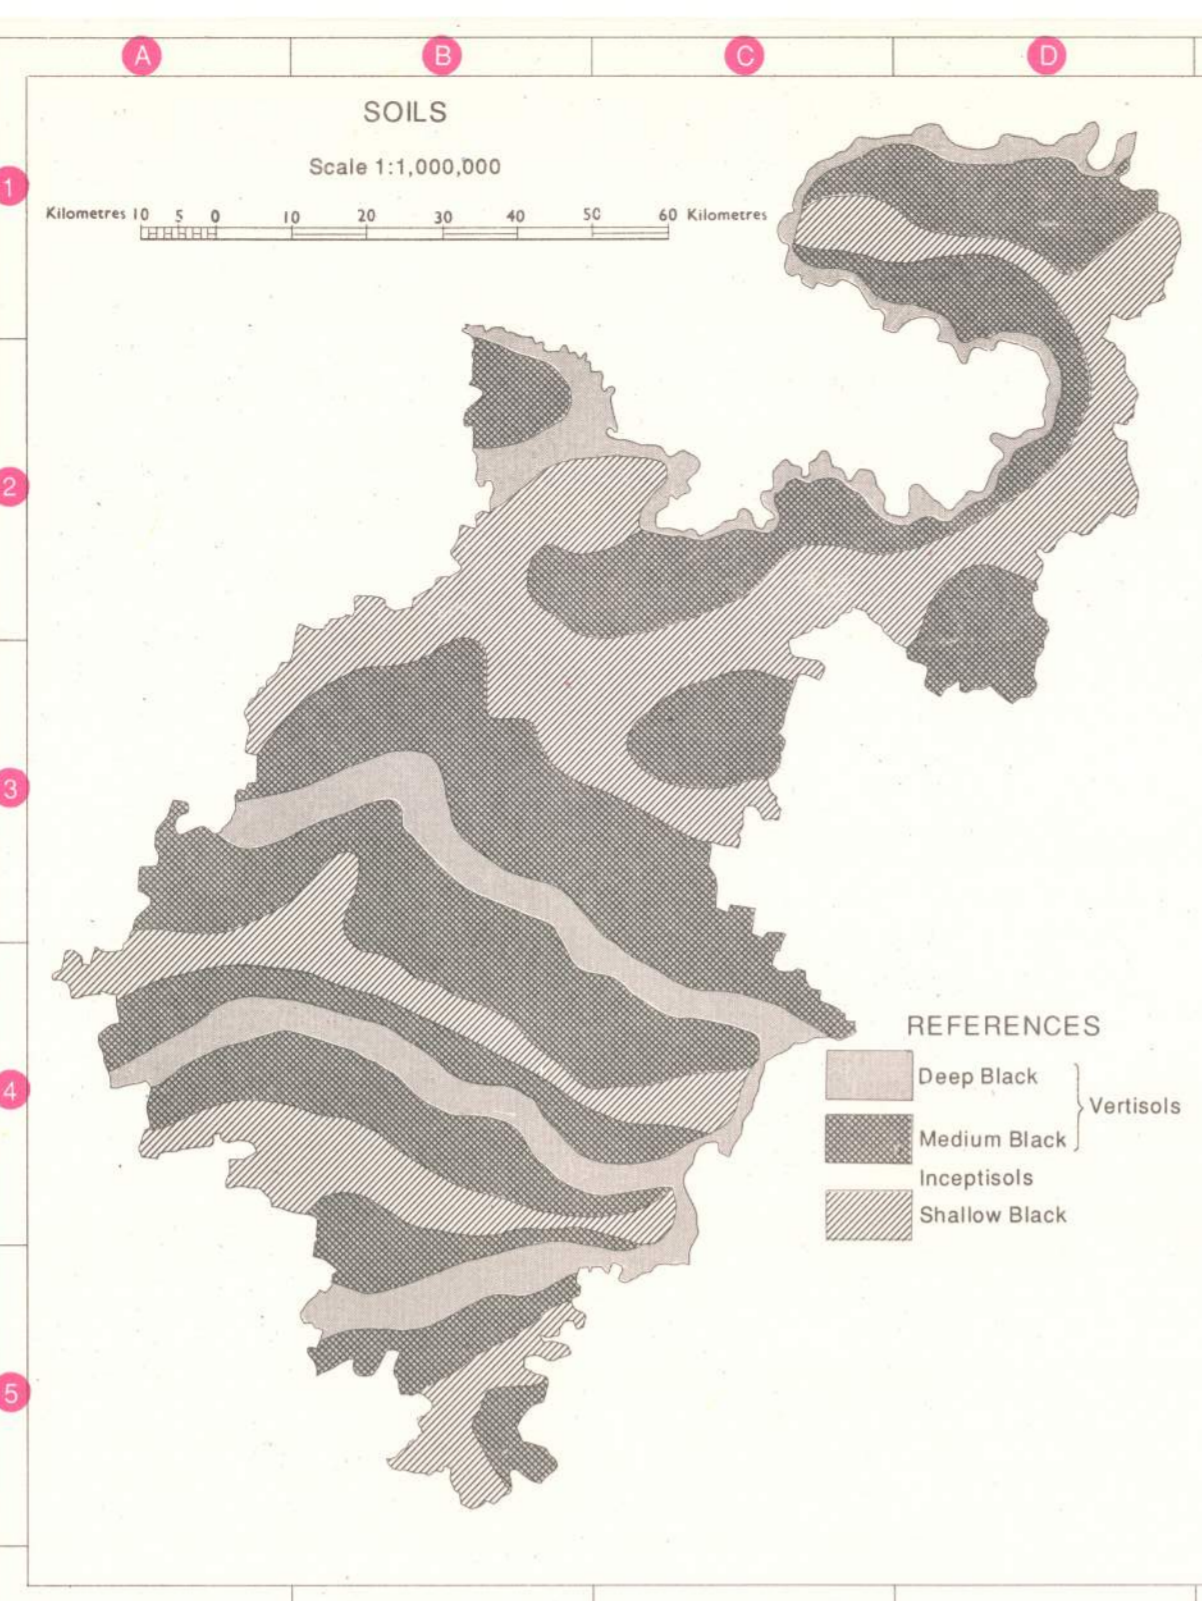 A B C D
SOILS
Scale 1:1,000,000
Kilometres 10 5 0 10 20 30 40 50 60 Kilometres
1
2
3
4
5
REFERENCES
Deep Black
Vertisols
Medium Black
Inceptisols
Shallow Black